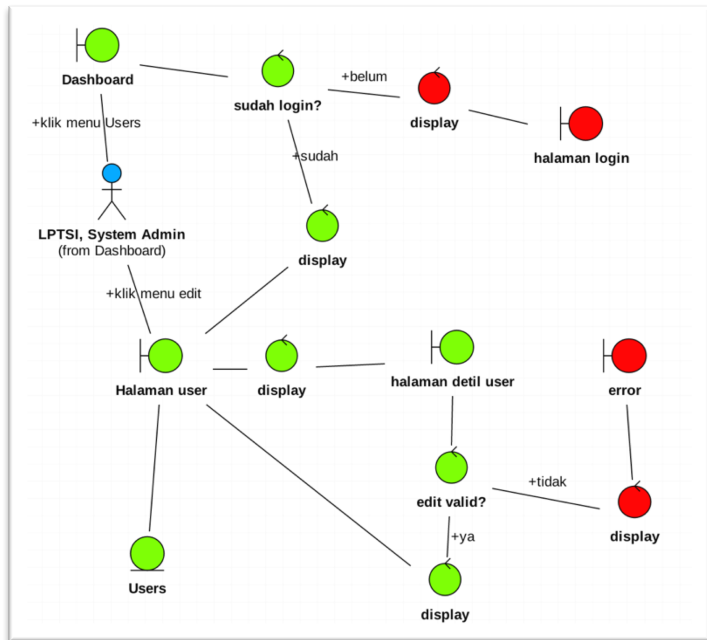 Dashboard
sudah login?
+belum
display
halaman login
+klik menu Users
+sudah
LPTSI, System Admin
(from Dashboard)
display
+klik menu edit
Halaman user
display
halaman detil user
error
edit valid?
+tidak
display
+ya
Users
display